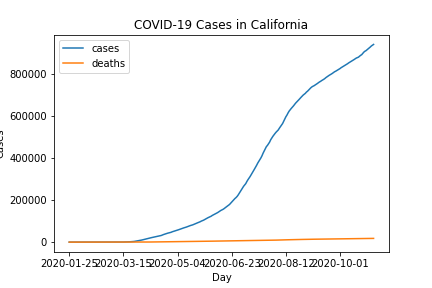 COVID-19 Cases in California
cases
deaths
800000
600000
400000
200000
0
cases
2020-01-25 2020-03-15 2020-05-04 2020-06-23 2020-08-12 2020-10-01
Day